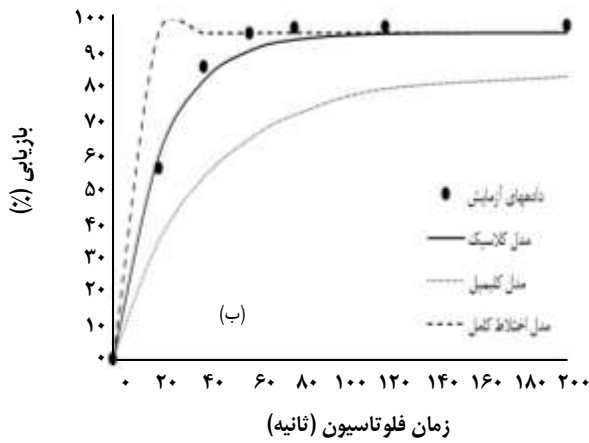 ۱۰۰
۹۰
۸۰
۷۰
۶۰
۵۰
۴۰
۳۰
۲۰
۱۰
۰
بازیابی (٪)
داده‎های آزمایش
مدل کلاسیک
مدل کلیمپل
مدل اختلاط کامل
(ب)
۰ ۲۰ ۴۰ ۶۰ ۸۰ ۱۰۰ ۱۲۰ ۱۴۰ ۱۶۰ ۱۸۰ ۲۰۰
زمان فلوتاسیون (ثانیه)